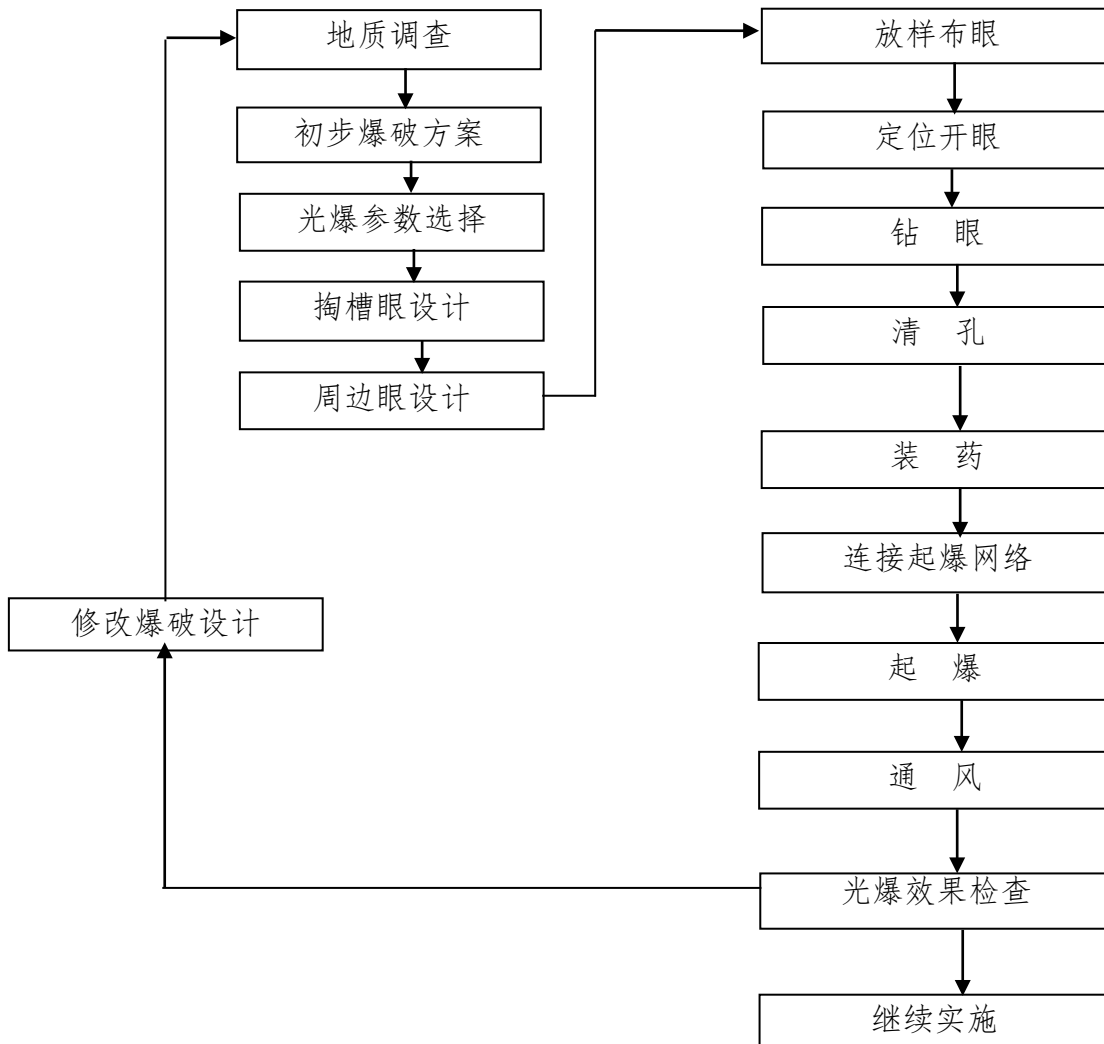 地质调查
初步爆破方案
光爆参数选择
掏槽眼设计
周边眼设计
放样布眼
定位开眼
钻 眼
清 孔
装 药
连接起爆网络
起 爆
通 风
光爆效果检查
继续实施
修改爆破设计